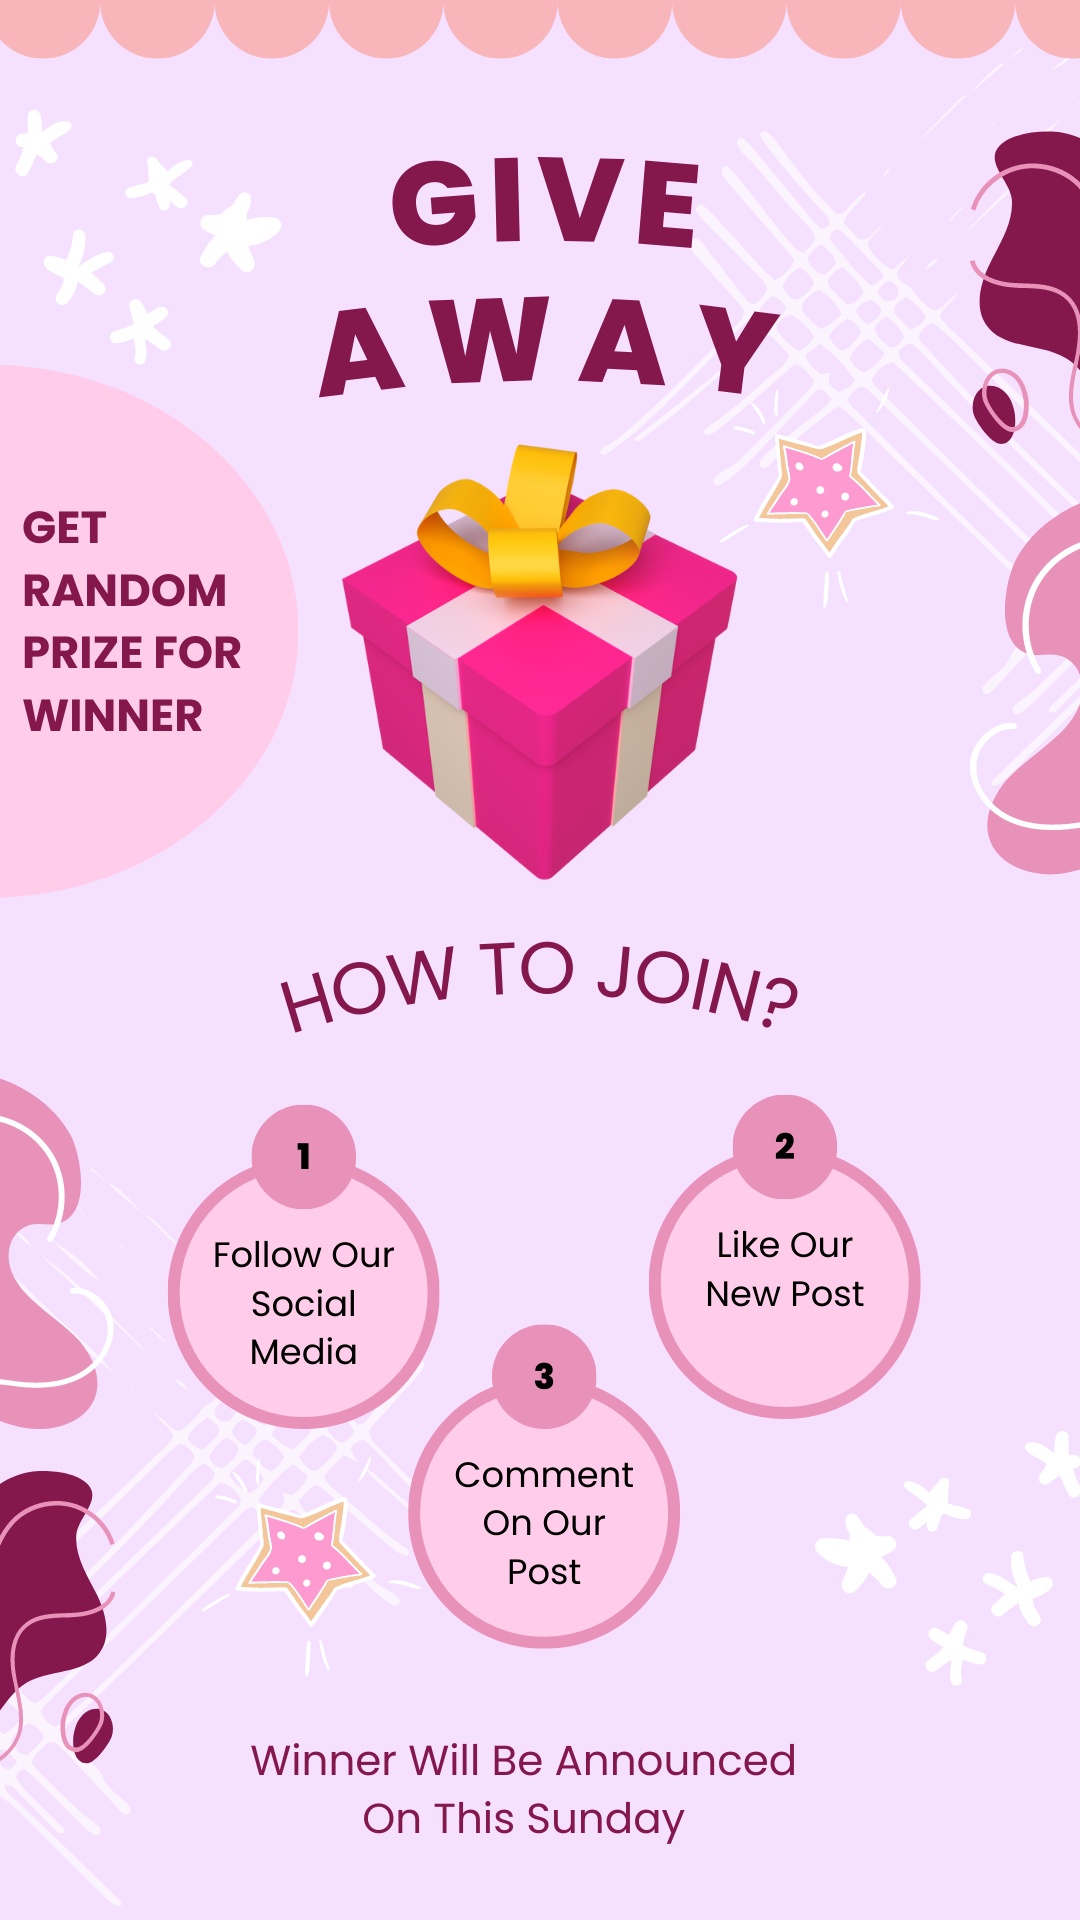 GIVE
AWAY
GET
RANDOM
PRIZE FOR
WINNER
HOW TO JOIN?
1
Follow Our
Social
Media
2
Like Our
New Post
3
Comment
On Our
Post
Winner Will Be Announced
On This Sunday